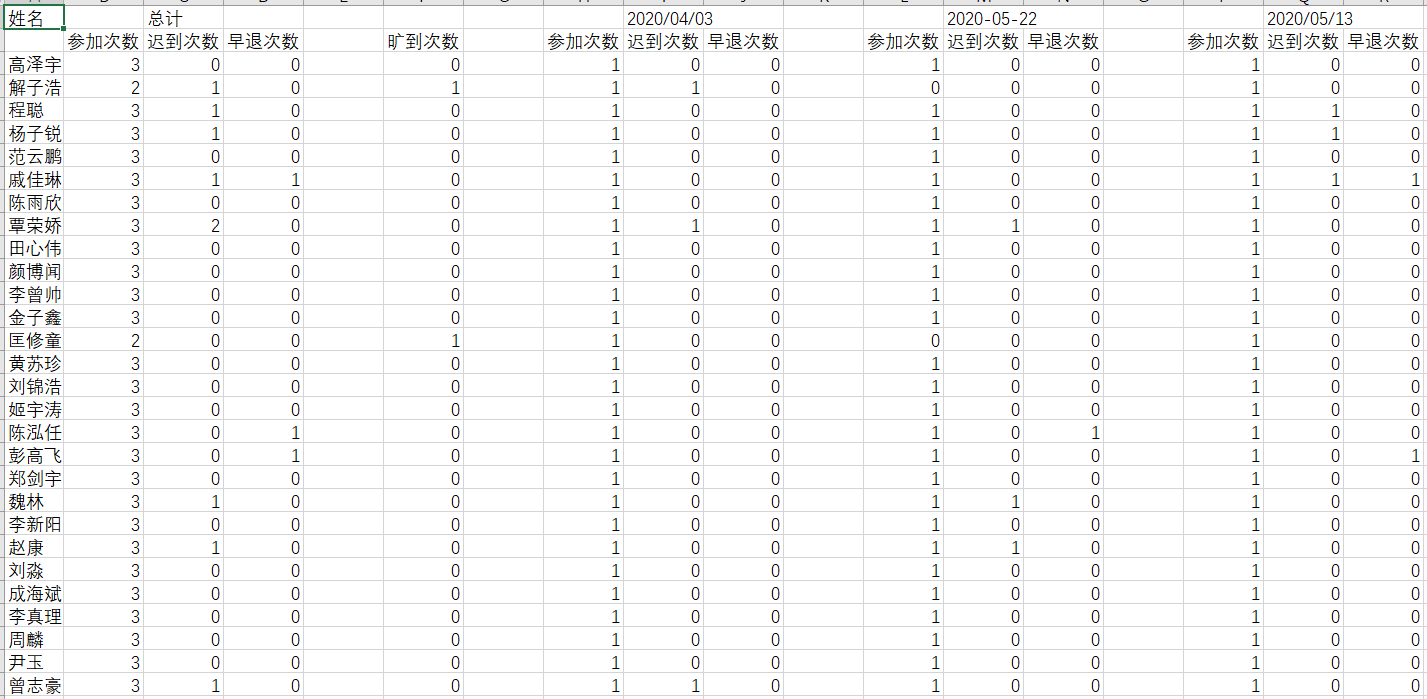 姓名 总计 2020/04/03 2020-05-22 2020/05/13
参加次数 迟到次数 早退次数 旷到次数 参加次数 迟到次数 早退次数 参加次数 迟到次数 早退次数 参加次数 迟到次数 早退次数
高泽宇 3 0 0 0 1 0 0 1 0 0 1 0 0
解子浩 2 1 0 1 1 1 0 0 0 0 1 0 0
程聪 3 1 0 0 1 0 0 1 0 0 1 1 0
杨子锐 3 1 0 0 1 0 0 1 0 0 1 1 0
范云鹏 3 0 0 0 1 0 0 1 0 0 1 0 0
戚佳琳 3 1 1 0 1 0 0 1 0 0 1 1 1
陈雨欣 3 0 0 0 1 0 0 1 0 0 1 0 0
覃荣娇 3 2 0 0 1 1 0 1 1 0 1 0 0
田心伟 3 0 0 0 1 0 0 1 0 0 1 0 0
颜博闻 3 0 0 0 1 0 0 1 0 0 1 0 0
李曾帅 3 0 0 0 1 0 0 1 0 0 1 0 0
金子鑫 3 0 0 0 1 0 0 1 0 0 1 0 0
匡修童 2 0 0 1 1 0 0 0 0 0 1 0 0
黄苏珍 3 0 0 0 1 0 0 1 0 0 1 0 0
刘锦浩 3 0 0 0 1 0 0 1 0 0 1 0 0
姬宇涛 3 0 0 0 1 0 0 1 0 0 1 0 0
陈泓任 3 0 1 0 1 0 0 1 0 1 1 0 0
彭高飞 3 0 1 0 1 0 0 1 0 0 1 0 1
郑剑宇 3 0 0 0 1 0 0 1 0 0 1 0 0
魏林 3 1 0 0 1 0 0 1 1 0 1 0 0
李新阳 3 0 0 0 1 0 0 1 0 0 1 0 0
赵康 3 1 0 0 1 0 0 1 1 0 1 0 0
刘淼 3 0 0 0 1 0 0 1 0 0 1 0 0
成海斌 3 0 0 0 1 0 0 1 0 0 1 0 0
李真理 3 0 0 0 1 0 0 1 0 0 1 0 0
周麟 3 0 0 0 1 0 0 1 0 0 1 0 0
尹玉 3 0 0 0 1 0 0 1 0 0 1 0 0
曾志豪 3 1 0 0 1 1 0 1 0 0 1 0 0